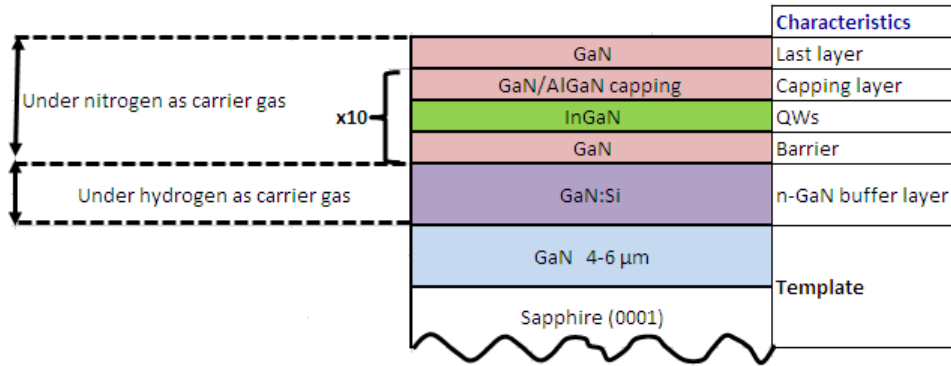 Characteristics
GaN Last layer
GaN/AlGaN capping Capping layer
Under nitrogen as carrier gas
x10
InGaN QWs
GaN Barrier
Under hydrogen as carrier gas
GaN:Si n-GaN buffer layer
GaN 4-6 µm
Template
Sapphire (0001)